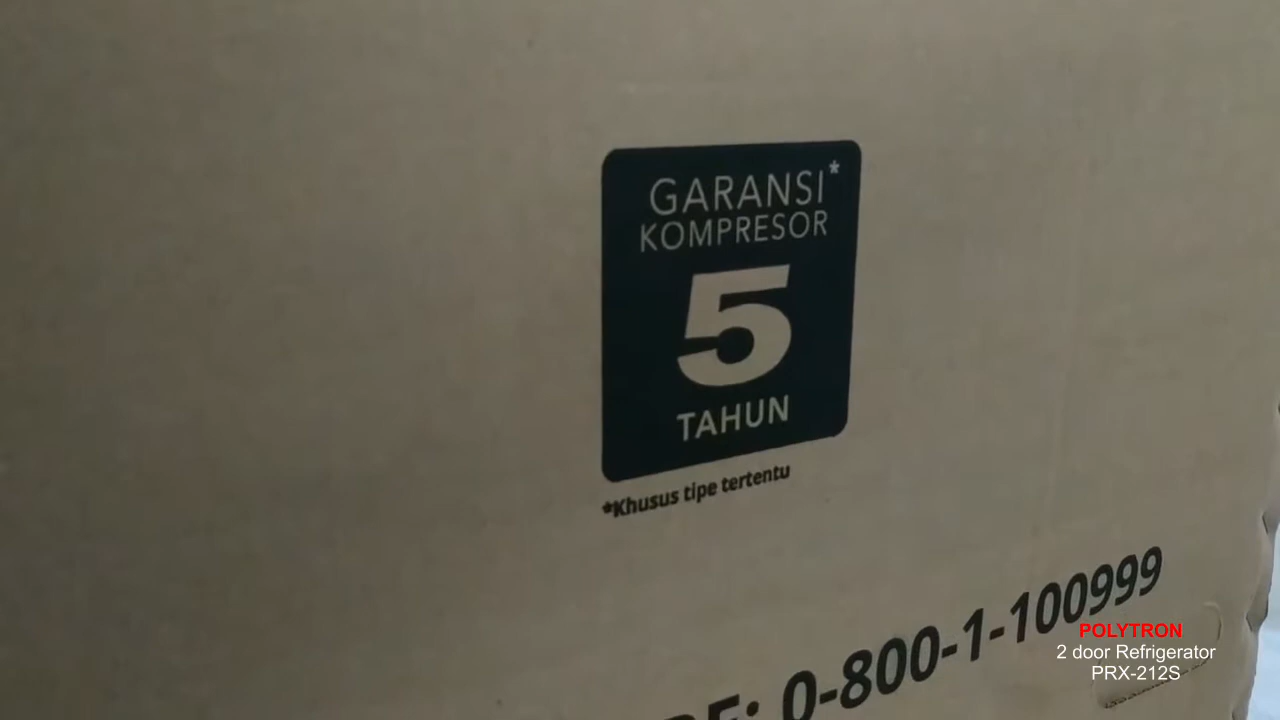 GARANSI*
KOMPRESOR
5
TAHUN
*Khusus tipe tertentu
: 0-800-1-100999
POLYTRON
2 door Refrigerator
PRX-212S